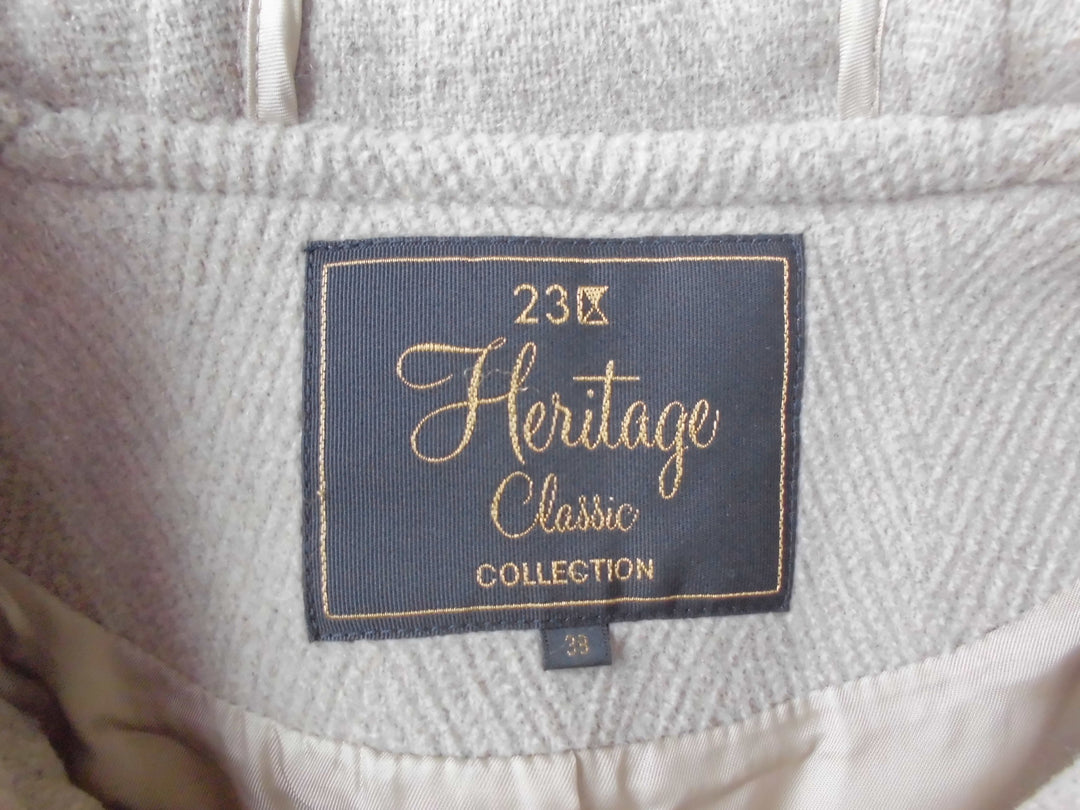 23区
Heritage
Classic
COLLECTION
38